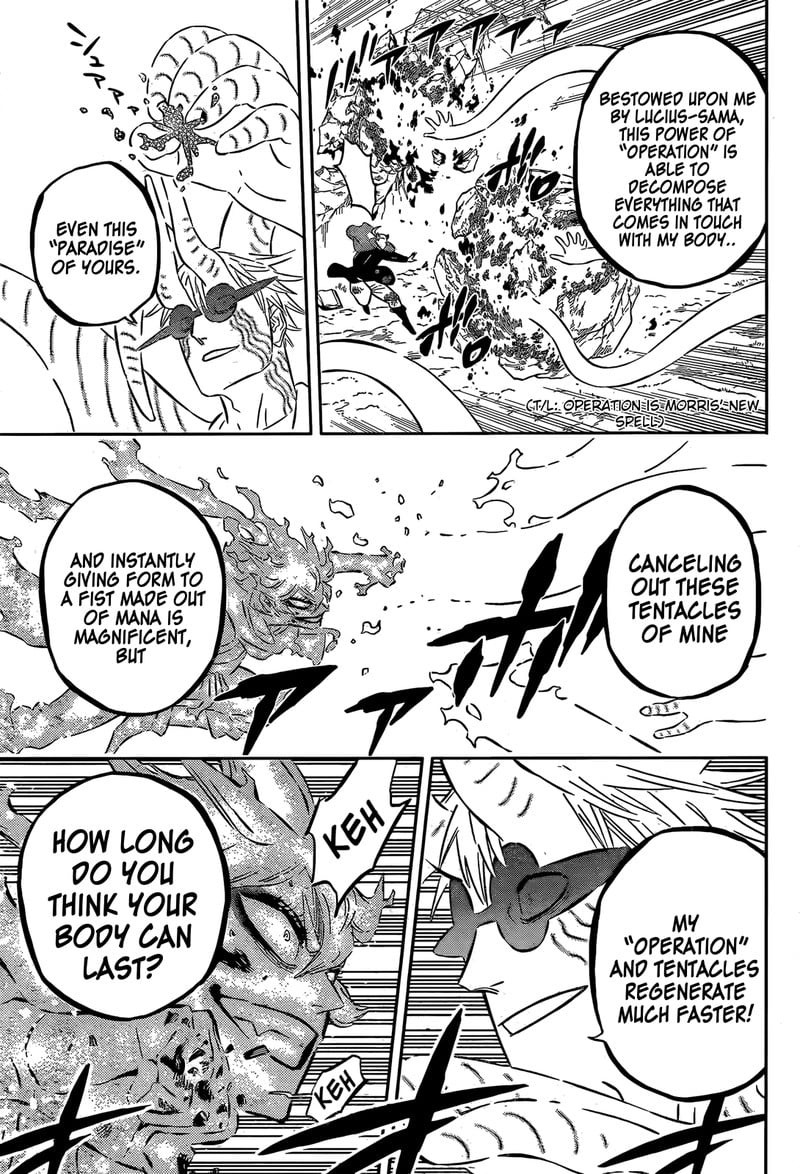 BESTOWED UPON ME
BY LUCIUS-SAMA,
THIS POWER OF
"OPERATION" IS
ABLE TO
DECOMPOSE
EVERYTHING THAT
COMES IN TOUCH
WITH MY BODY..
(T/L: OPERATION IS MORRIS' NEW
SPELL)
EVEN THIS
"PARADISE"
OF YOURS.
CANCELING
OUT THESE
TENTACLES
OF MINE
AND INSTANTLY
GIVING FORM TO
A FIST MADE OUT
OF MANA IS
MAGNIFICENT,
BUT
MY
"OPERATION"
AND TENTACLES
REGENERATE
MUCH FASTER!
KEH
HOW LONG
DO YOU
THINK YOUR
BODY CAN
LAST?
KEH